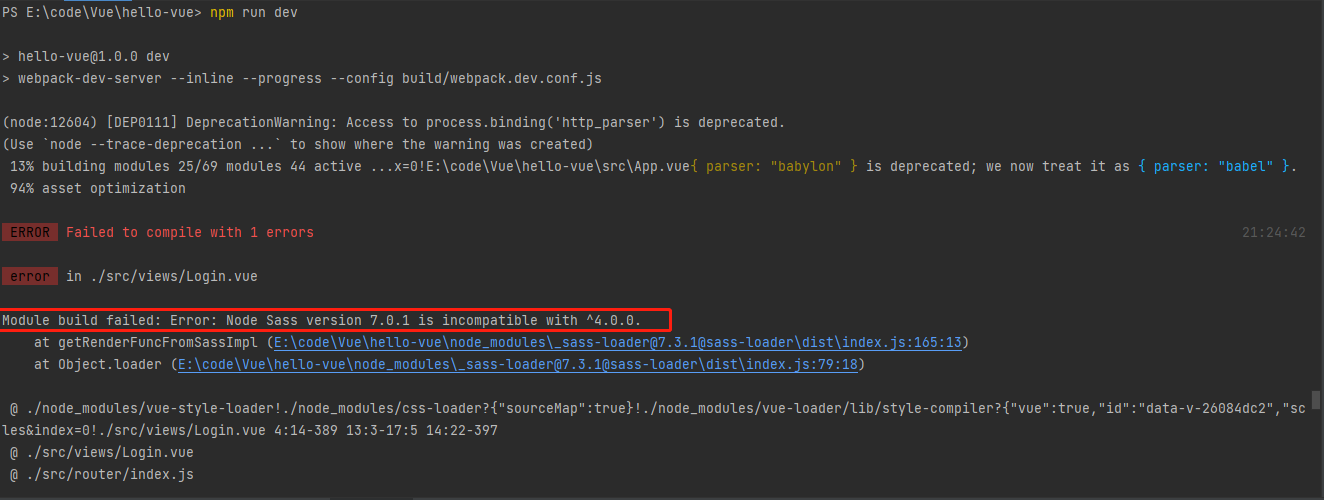 PS E:\code\Vue\hello-vue> npm run dev
> hello-vue@1.0.0 dev
> webpack-dev-server --inline --progress --config build/webpack.dev.conf.js
(node:12604) [DEP0111] DeprecationWarning: Access to process.binding('http_parser') is deprecated.
(Use `node --trace-deprecation ...` to show where the warning was created)
13% building modules 25/69 modules 44 active ...x=0!E:\code\Vue\hello-vue\src\App.vue{ parser: "babylon" } is deprecated; we now treat it as { parser: "babel" }.
94% asset optimization
ERROR Failed to compile with 1 errors 21:24:42
error in ./src/views/Login.vue
Module build failed: Error: Node Sass version 7.0.1 is incompatible with ^4.0.0.
at getRenderFuncFromSassImpl (E:\code\Vue\hello-vue\node_modules\_sass-loader@7.3.1@sass-loader\dist\index.js:165:13)
at Object.loader (E:\code\Vue\hello-vue\node_modules\_sass-loader@7.3.1@sass-loader\dist\index.js:79:18)
@ ./node_modules/vue-style-loader!./node_modules/css-loader?{"sourceMap":true}!./node_modules/vue-loader/lib/style-compiler?{"vue":true,"id":"data-v-26084dc2","sc
les&index=0!./src/views/Login.vue 4:14-389 13:3-17:5 14:22-397
@ ./src/views/Login.vue
@ ./src/router/index.js